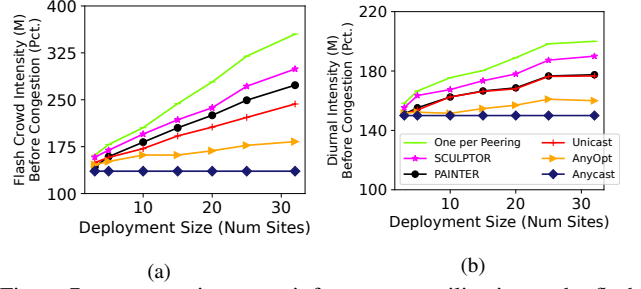 Flash Crowd Intensity (M)
Before Congestion (Pct.)
400
325
250
175
100
10
20
30
Deployment Size (Num Sites)
(a)
Diurnal Intensity (M)
Before Congestion (Pct.)
220
180
140
100
One per Peering
SCULPTOR
PAINTER
Unicast
AnyOpt
Anycast
10
20
30
Deployment Size (Num Sites)
(b)